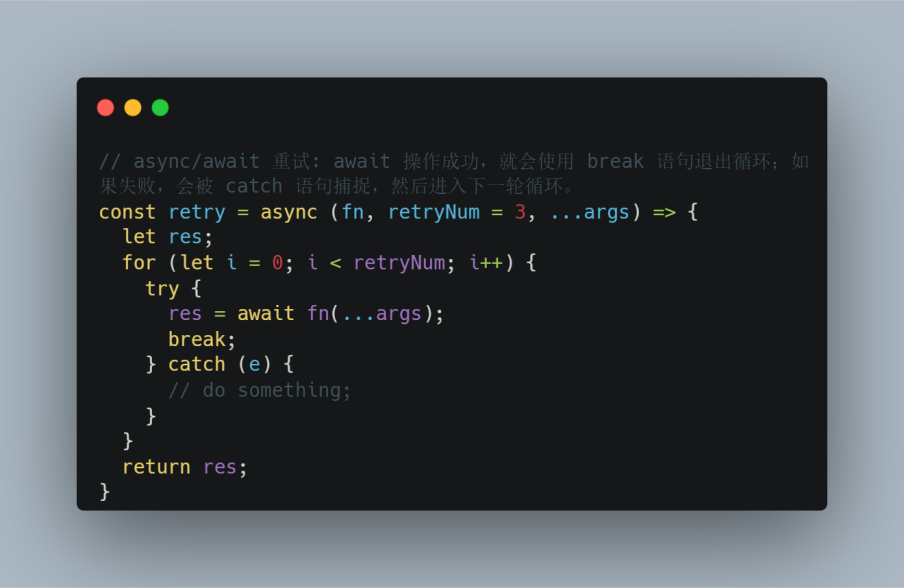 // async/await 重试: await 操作成功，就会使用 break 语句退出循环；如
果失败，会被 catch 语句捕捉，然后进入下一轮循环。
const retry = async (fn, retryNum = 3, ...args) => {
  let res;
  for (let i = 0; i < retryNum; i++) {
    try {
      res = await fn(...args);
      break;
    } catch (e) {
      // do something;
    }
  }
  return res;
}